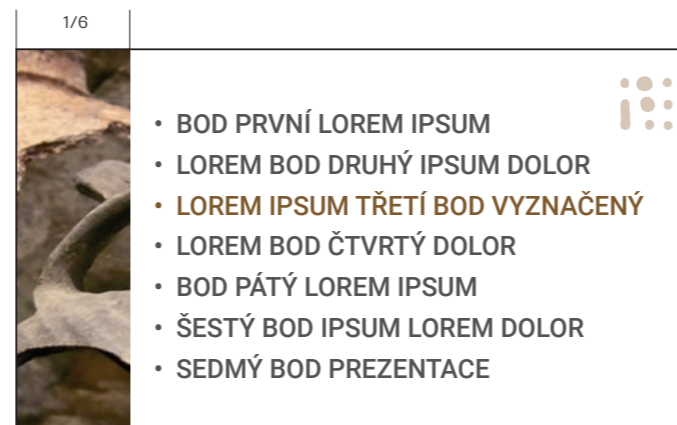 1/6
• BOD PRVNÍ LOREM IPSUM
• LOREM BOD DRUHÝ IPSUM DOLOR
• LOREM IPSUM TŘETÍ BOD VYZNAČENÝ
• LOREM BOD ČTVRTÝ DOLOR
• BOD PÁTÝ LOREM IPSUM
• ŠESTÝ BOD IPSUM LOREM DOLOR
• SEDMÝ BOD PREZENTACE